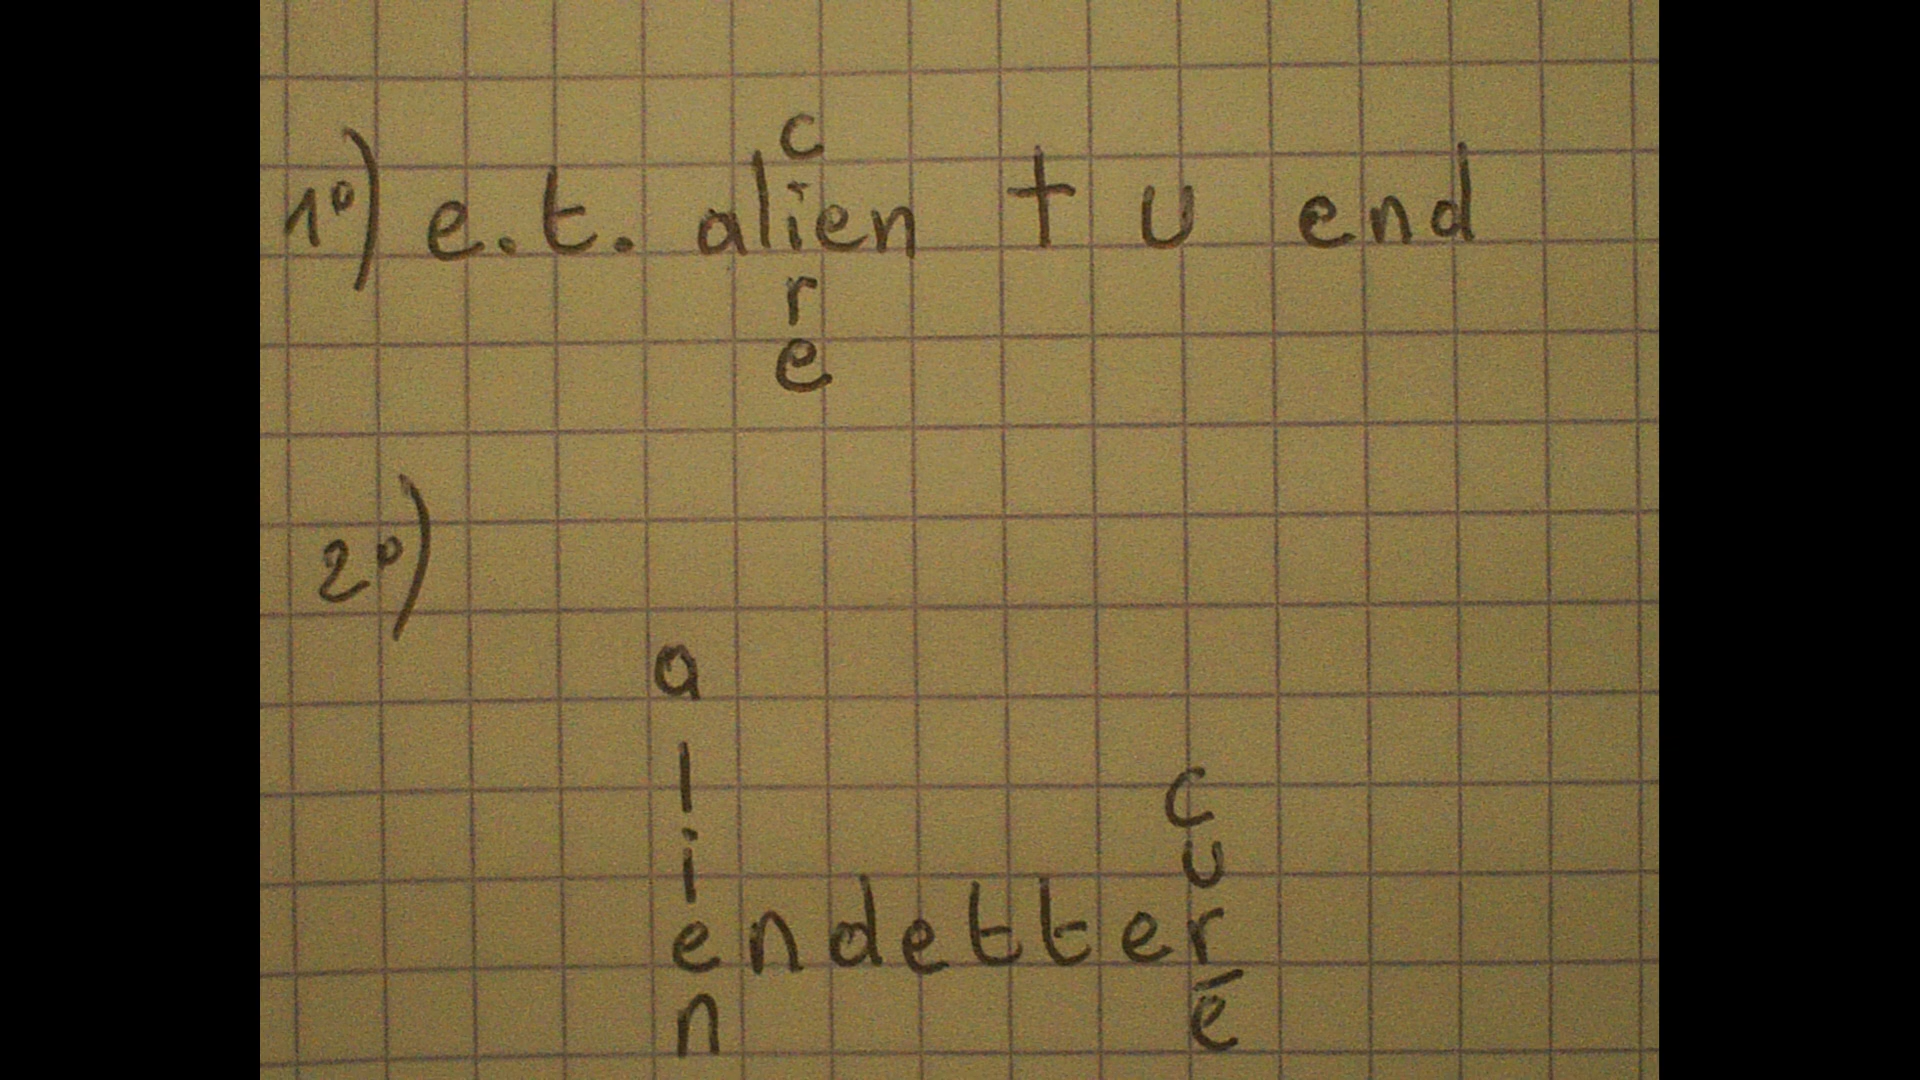 c
1°) e.t. alien t u end
r
e
2°)
a
l
i
c
u
endetter
n
é